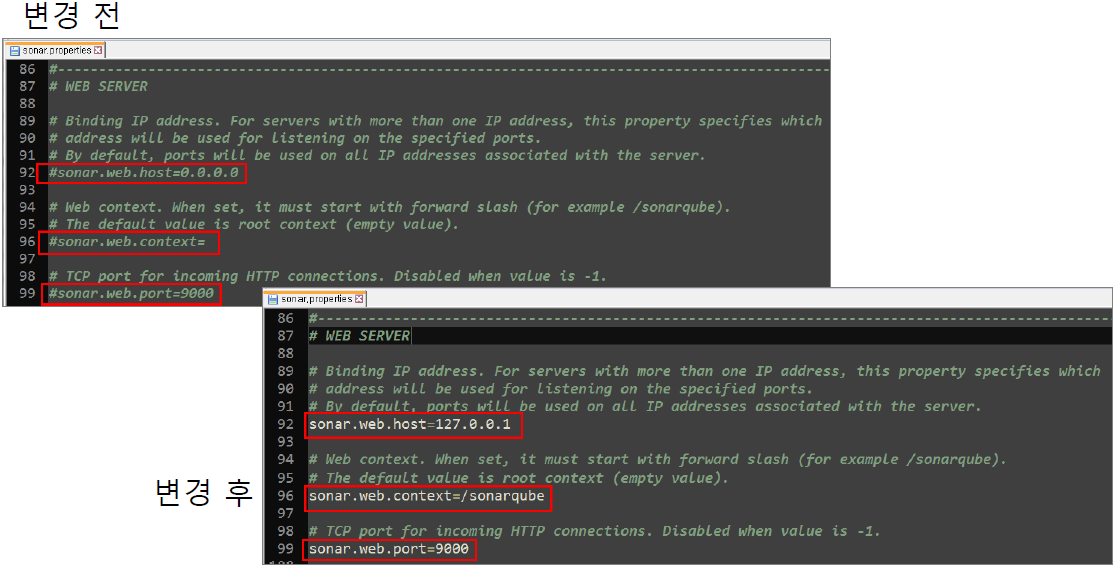 변경 전
sonar.properties
86 #-----------------------------------------------------------------------------------------
87 # WEB SERVER
88
89 # Binding IP address. For servers with more than one IP address, this property specifies which
90 # address will be used for listening on the specified ports.
91 # By default, ports will be used on all IP addresses associated with the server.
92 #sonar.web.host=0.0.0.0
93
94 # Web context. When set, it must start with forward slash (for example /sonarqube).
95 # The default value is root context (empty value).
96 #sonar.web.context=
97
98 # TCP port for incoming HTTP connections. Disabled when value is -1.
99 #sonar.web.port=9000
변경 후
sonar.properties
86 #-----------------------------------------------------------------------------------------
87 # WEB SERVER
88
89 # Binding IP address. For servers with more than one IP address, this property specifies which
90 # address will be used for listening on the specified ports.
91 # By default, ports will be used on all IP addresses associated with the server.
92 sonar.web.host=127.0.0.1
93
94 # Web context. When set, it must start with forward slash (for example /sonarqube).
95 # The default value is root context (empty value).
96 sonar.web.context=/sonarqube
97
98 # TCP port for incoming HTTP connections. Disabled when value is -1.
99 sonar.web.port=9000